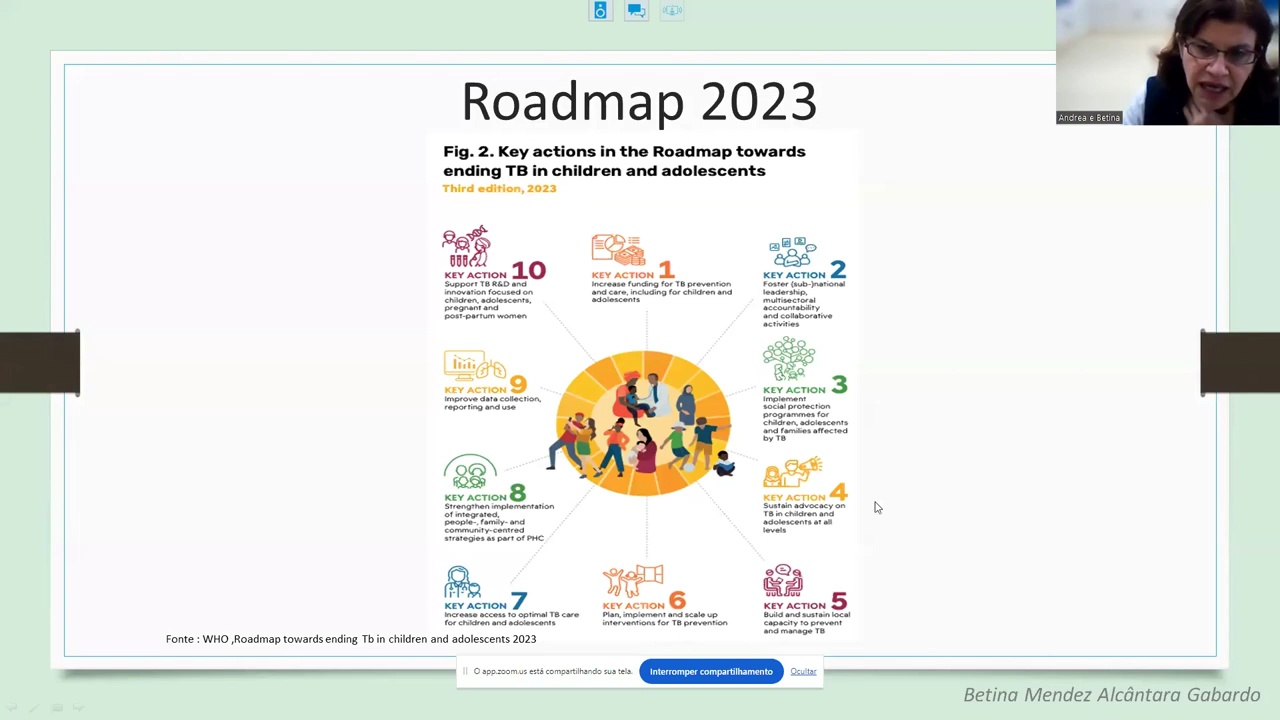 Roadmap 2023
Andrea e Betina
Fig. 2. Key actions in the Roadmap towards
ending TB in children and adolescents
Third edition, 2023
KEY ACTION 10
Support TB R&D and
innovation focused on
children, adolescents,
pregnant and
post-partum women
KEY ACTION 1
Increase funding for TB prevention
and care, including for children and
adolescents
KEY ACTION 2
Foster (sub-)national
leadership,
multisectoral
accountability
and collaborative
activities
KEY ACTION 9
Improve data collection,
reporting and use
KEY ACTION 3
Implement
social protection
programmes for
children, adolescents
and families affected
by TB
KEY ACTION 8
Strengthen implementation
of integrated,
people-, family- and
community-centred
strategies as part of PHC
KEY ACTION 4
Sustain advocacy on
TB in children and
adolescents at all
levels
KEY ACTION 7
Increase access to optimal TB care
for children and adolescents
KEY ACTION 6
Plan, implement and scale up
interventions for TB prevention
KEY ACTION 5
Build and sustain local
capacity to prevent
and manage TB
Fonte : WHO ,Roadmap towards ending Tb in children and adolescents 2023
O app.zoom.us está compartilhando sua tela.
Interromper compartilhamento
Ocultar
Betina Mendez Alcântara Gabardo